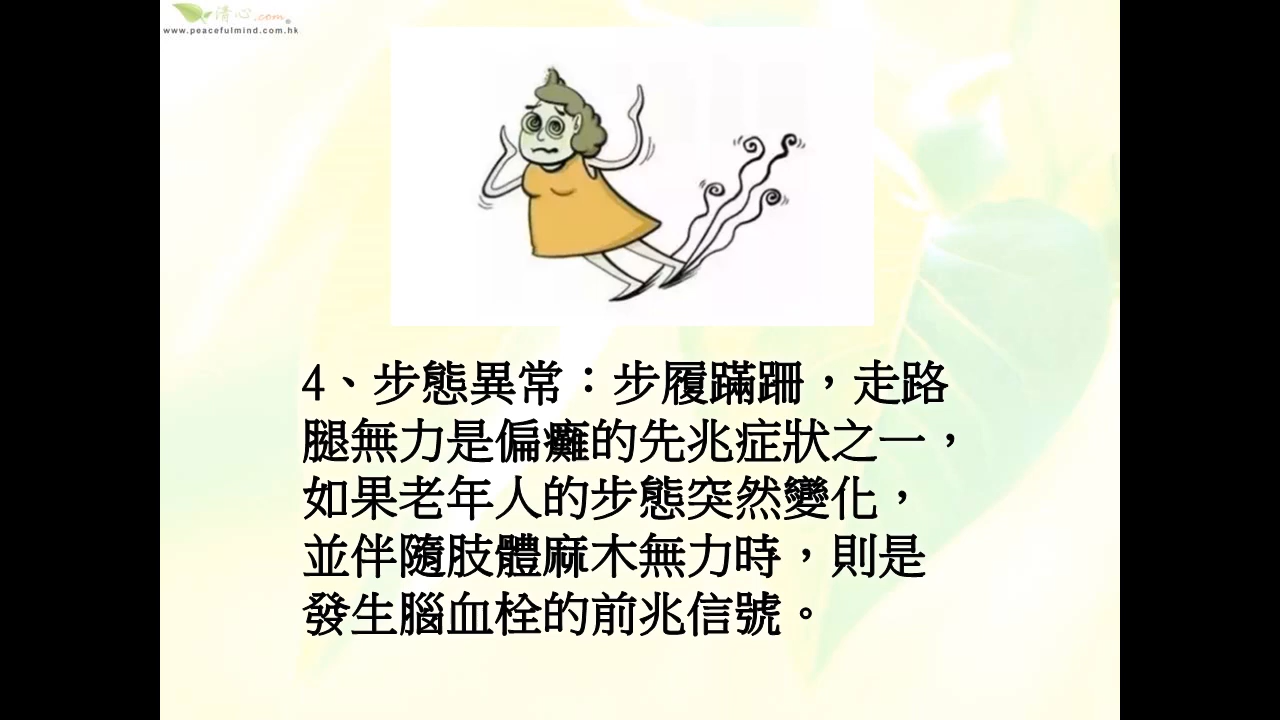 清心.com
www.peacefulmind.com.hk
4、步態異常：步履蹣跚，走路
腿無力是偏癱的先兆症狀之一，
如果老年人的步態突然變化，
並伴隨肢體麻木無力時，則是
發生腦血栓的前兆信號。